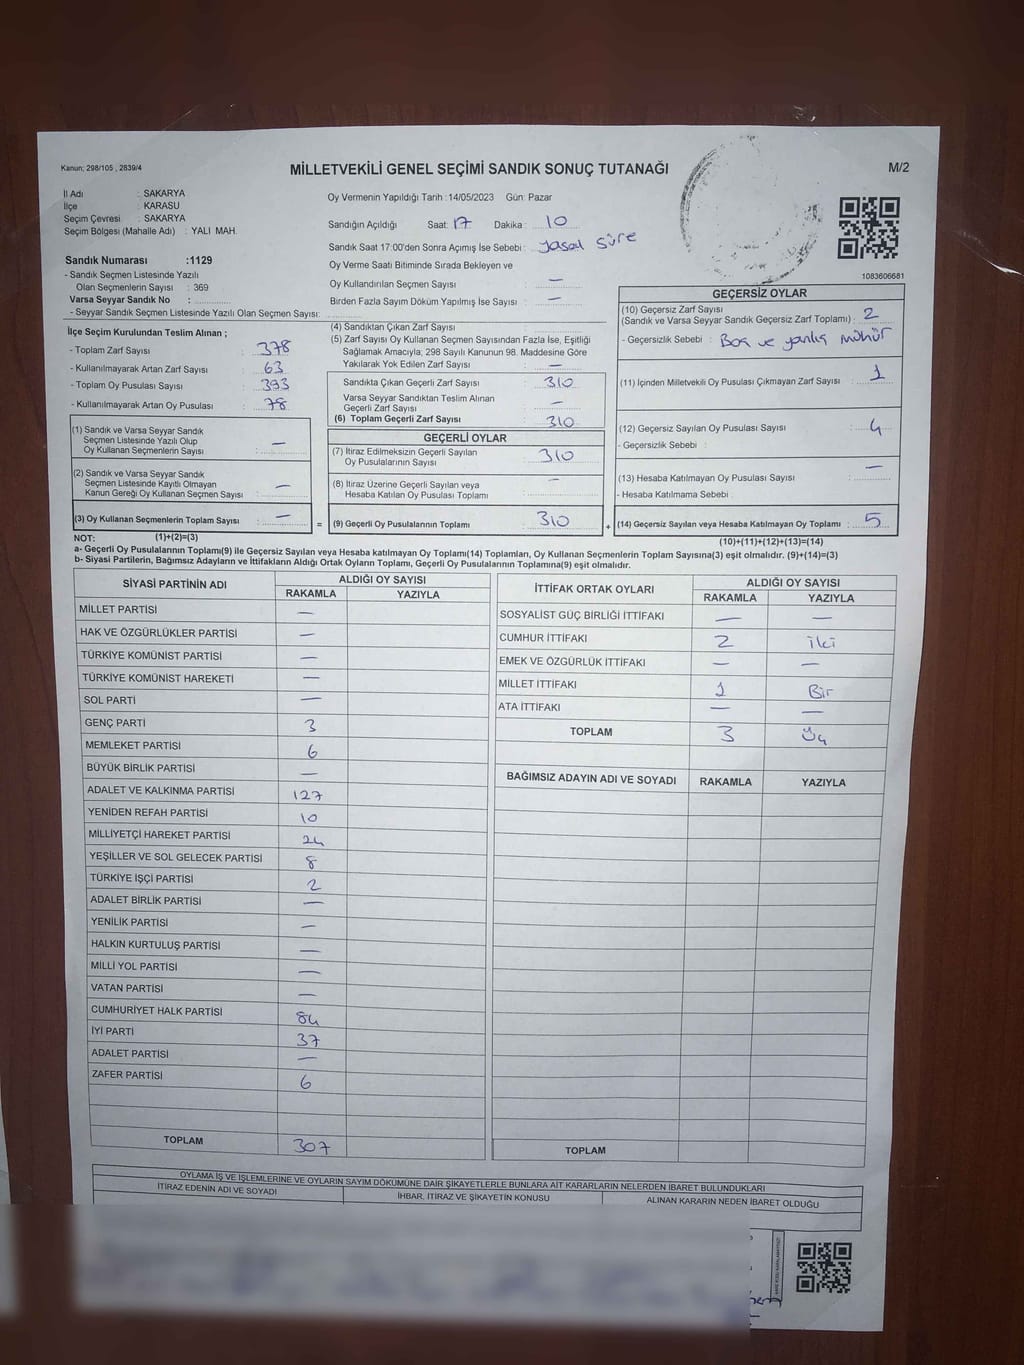 Kanun; 298/105 , 2839/4
MİLLETVEKİLİ GENEL SEÇİMİ SANDIK SONUÇ TUTANAĞI
M/2
İl Adı : SAKARYA
İlçe : KARASU
Seçim Çevresi : SAKARYA
Seçim Bölgesi (Mahalle Adı) : YALI MAH.
Oy Vermenin Yapıldığı Tarih :14/05/2023 Gün: Pazar
Sandığın Açıldığı Saat: 17 Dakika : 10
Sandık Saat 17:00'den Sonra Açımış İse Sebebi : Yasal Süre
Oy Verme Saati Bitiminde Sırada Bekleyen ve
Oy Kullandırılan Seçmen Sayısı : —
Birden Fazla Sayım Döküm Yapılmış İse Sayısı : —
1083606681
Sandık Numarası :1129
- Sandık Seçmen Listesinde Yazılı
Olan Seçmenlerin Sayısı : 369
Varsa Seyyar Sandık No :
- Seyyar Sandık Seçmen Listesinde Yazılı Olan Seçmen Sayısı:
İlçe Seçim Kurulundan Teslim Alınan ;
- Toplam Zarf Sayısı : 378
- Kullanılmayarak Artan Zarf Sayısı : 63
- Toplam Oy Pusulası Sayısı : 393
- Kullanılmayarak Artan Oy Pusulası : 78
(1) Sandık ve Varsa Seyyar Sandık
Seçmen Listesinde Yazılı Olup
Oy Kullanan Seçmenlerin Sayısı : —
(2) Sandık ve Varsa Seyyar Sandık
Seçmen Listesinde Kayıtlı Olmayan
Kanun Gereği Oy Kullanan Seçmen Sayısı : —
(3) Oy Kullanan Seçmenlerin Toplam Sayısı : —
(1)+(2)=(3)
(4) Sandıktan Çıkan Zarf Sayısı
(5) Zarf Sayısı Oy Kullanan Seçmen Sayısından Fazla İse, Eşitliği
Sağlamak Amacıyla, 298 Sayılı Kanunun 98. Maddesine Göre
Yakılarak Yok Edilen Zarf Sayısı : —
Sandıkta Çıkan Geçerli Zarf Sayısı : 310
Varsa Seyyar Sandıktan Teslim Alınan
Geçerli Zarf Sayısı : —
(6) Toplam Geçerli Zarf Sayısı : 310
GEÇERLİ OYLAR
(7) İtiraz Edilmeksizin Geçerli Sayılan
Oy Pusulalarının Sayısı : 310
(8) İtiraz Üzerine Geçerli Sayılan veya
Hesaba Katılan Oy Pusulası Toplamı : —
= (9) Geçerli Oy Pusulalarının Toplamı : 310
GEÇERSİZ OYLAR
(10) Geçersiz Zarf Sayısı
(Sandık ve Varsa Seyyar Sandık Geçersiz Zarf Toplamı) : 2
- Geçersizlik Sebebi : Boş ve yanlış mühür
(11) İçinden Milletvekili Oy Pusulası Çıkmayan Zarf Sayısı : 1
(12) Geçersiz Sayılan Oy Pusulası Sayısı : 4
- Geçersizlik Sebebi :
(13) Hesaba Katılmayan Oy Pusulası Sayısı : —
- Hesaba Katılmama Sebebi :
+ (14) Geçersiz Sayılan veya Hesaba Katılmayan Oy Toplamı : 5
(10)+(11)+(12)+(13)=(14)
NOT:
a- Geçerli Oy Pusulalarının Toplamı(9) ile Geçersiz Sayılan veya Hesaba katılmayan Oy Toplamı(14) Toplamları, Oy Kullanan Seçmenlerin Toplam Sayısına(3) eşit olmalıdır. (9)+(14)=(3)
b- Siyasi Partilerin, Bağımsız Adayların ve İttifakların Aldığı Ortak Oyların Toplamı, Geçerli Oy Pusulalarının Toplamına(9) eşit olmalıdır.
SİYASİ PARTİNİN ADI ALDIĞI OY SAYISI
RAKAMLA YAZIYLA
MİLLET PARTİSİ —
HAK VE ÖZGÜRLÜKLER PARTİSİ —
TÜRKİYE KOMÜNİST PARTİSİ —
TÜRKİYE KOMÜNİST HAREKETİ —
SOL PARTİ —
GENÇ PARTİ 3
MEMLEKET PARTİSİ 6
BÜYÜK BİRLİK PARTİSİ —
ADALET VE KALKINMA PARTİSİ 127
YENİDEN REFAH PARTİSİ 10
MİLLİYETÇİ HAREKET PARTİSİ 24
YEŞİLLER VE SOL GELECEK PARTİSİ 8
TÜRKİYE İŞÇİ PARTİSİ 2
ADALET BİRLİK PARTİSİ —
YENİLİK PARTİSİ —
HALKIN KURTULUŞ PARTİSİ —
MİLLİ YOL PARTİSİ —
VATAN PARTİSİ —
CUMHURİYET HALK PARTİSİ 84
İYİ PARTİ 37
ADALET PARTİSİ —
ZAFER PARTİSİ 6
TOPLAM 307
İTTİFAK ORTAK OYLARI ALDIĞI OY SAYISI
RAKAMLA YAZIYLA
SOSYALİST GÜÇ BİRLİĞİ İTTİFAKI — —
CUMHUR İTTİFAKI 2 İki
EMEK VE ÖZGÜRLÜK İTTİFAKI — —
MİLLET İTTİFAKI 1 Bir
ATA İTTİFAKI — —
TOPLAM 3 Üç
BAĞIMSIZ ADAYIN ADI VE SOYADI RAKAMLA YAZIYLA
TOPLAM
OYLAMA İŞ VE İŞLEMLERİNE VE OYLARIN SAYIM DÖKÜMÜNE DAİR ŞİKAYETLERLE BUNLARA AİT KARARLARIN NELERDEN İBARET BULUNDUKLARI
İTİRAZ EDENİN ADI VE SOYADI İHBAR, İTİRAZ VE ŞİKAYETİN KONUSU ALINAN KARARIN NEDEN İBARET OLDUĞU